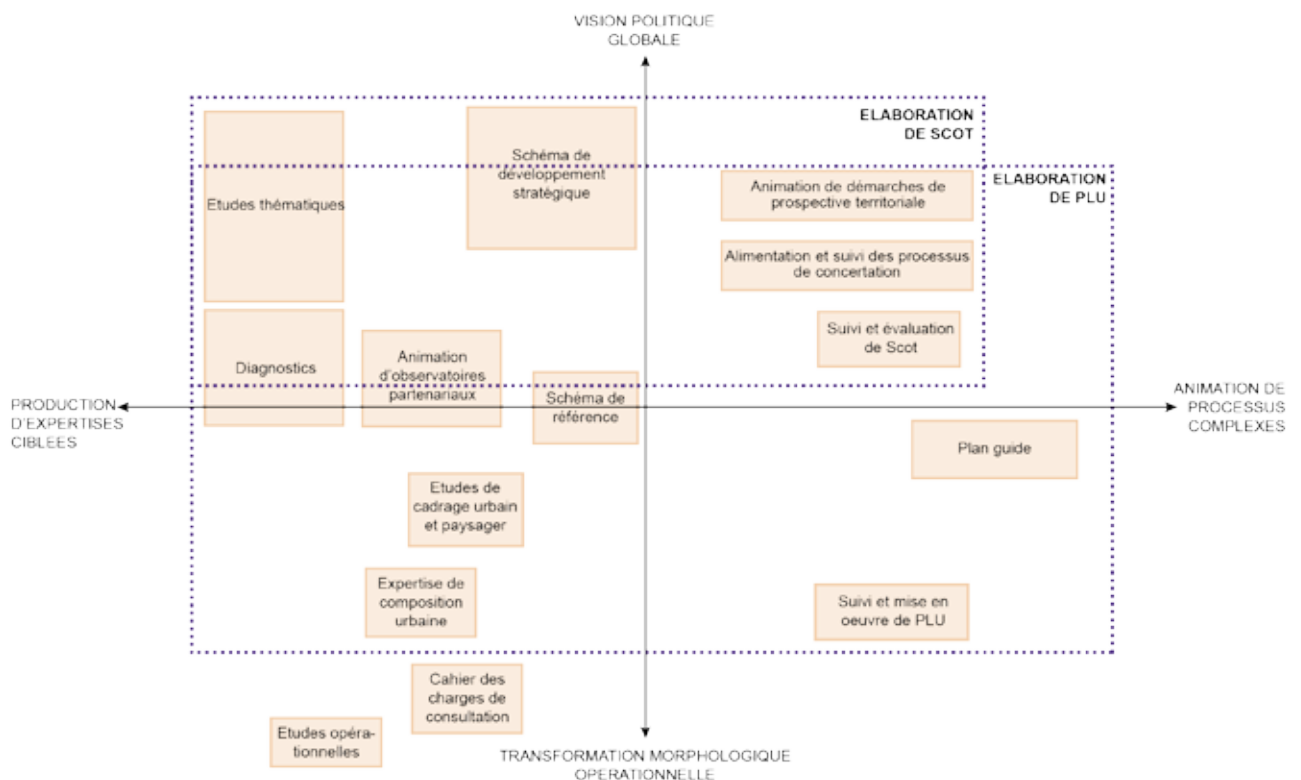 VISION POLITIQUE
GLOBALE
ELABORATION
DE SCOT
Schéma de
développement
stratégique
ELABORATION
DE PLU
Etudes thématiques
Animation de démarches de
prospective territoriale
Alimentation et suivi des processus
de concertation
Suivi et évaluation
de Scot
Diagnostics
Animation
d'observatoires
partenariaux
Schéma de
référence
PRODUCTION
D'EXPERTISES
CIBLEES
ANIMATION DE
PROCESSUS
COMPLEXES
Plan guide
Etudes de
cadrage urbain
et paysager
Expertise de
composition
urbaine
Suivi et mise en
oeuvre de PLU
Cahier des
charges de
consultation
Etudes opéra-
tionnelles
TRANSFORMATION MORPHOLOGIQUE
OPERATIONNELLE